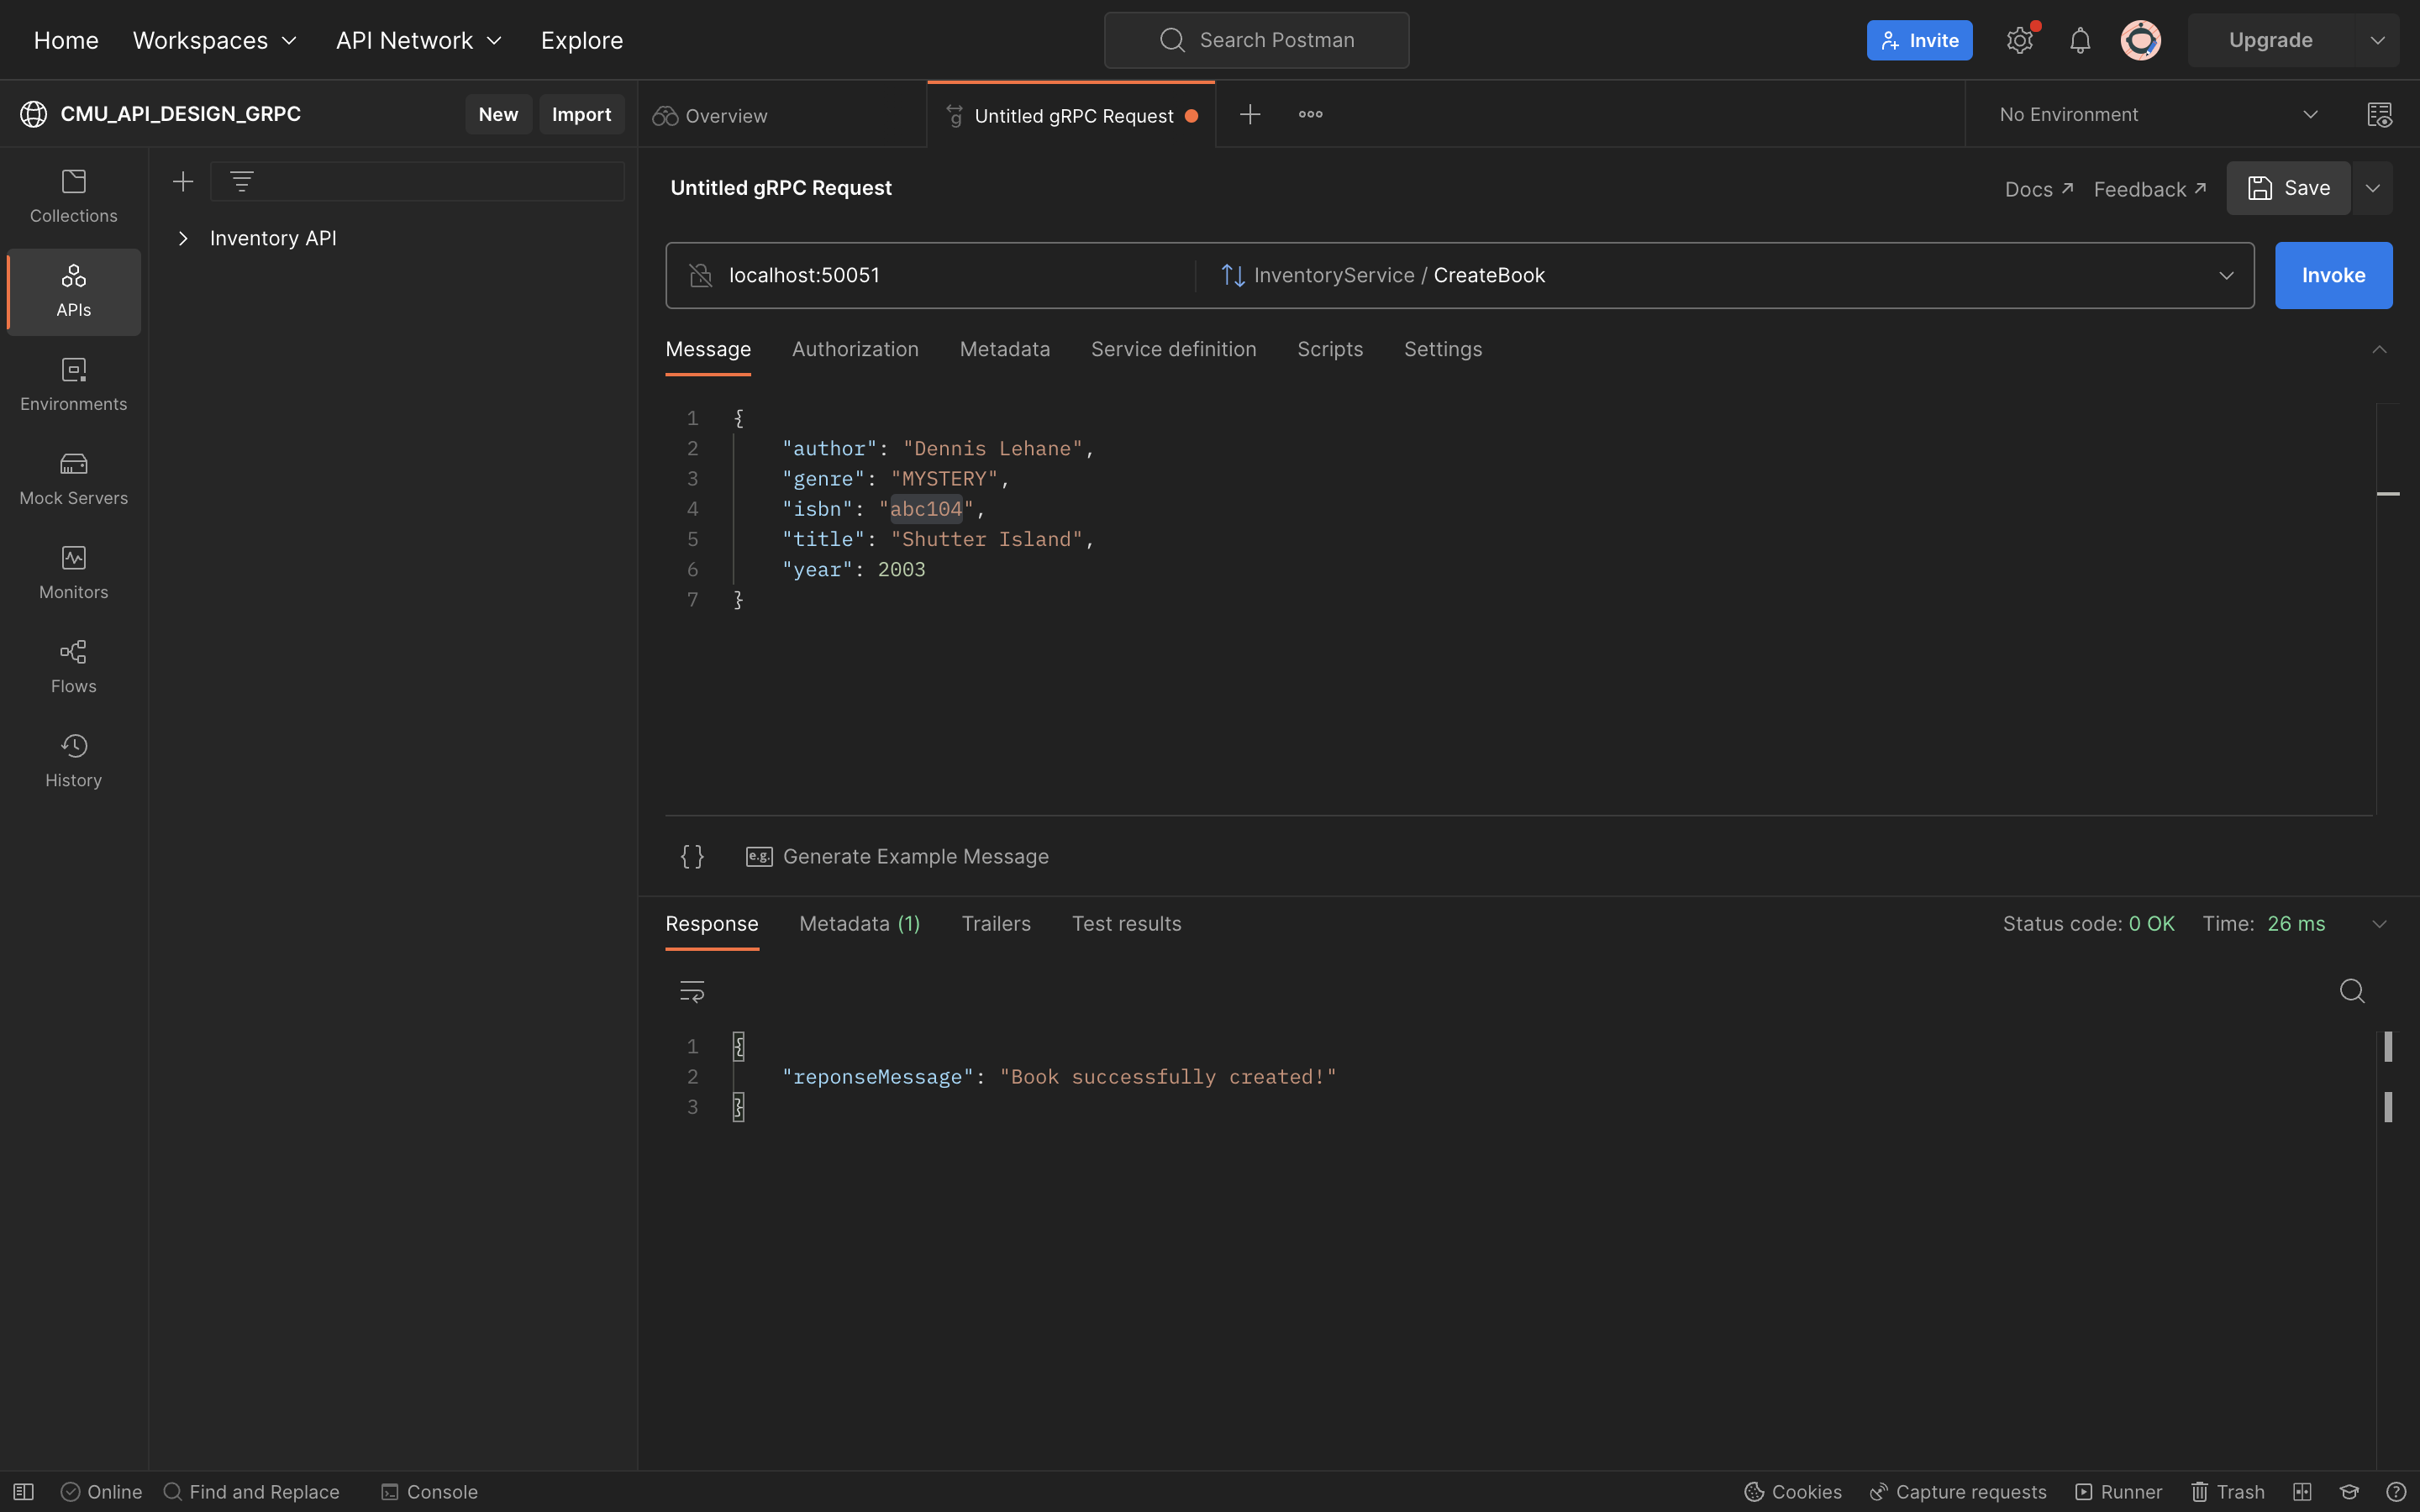 Home Workspaces API Network Explore Search Postman Invite Upgrade
CMU_API_DESIGN_GRPC New Import Overview g Untitled gRPC Request No Environment
Collections
APIs
Environments
Mock Servers
Monitors
Flows
History
Inventory API
Untitled gRPC Request Docs Feedback Save
localhost:50051 InventoryService / CreateBook Invoke
Message Authorization Metadata Service definition Scripts Settings
1 {
2 "author": "Dennis Lehane",
3 "genre": "MYSTERY",
4 "isbn": "abc104",
5 "title": "Shutter Island",
6 "year": 2003
7 }
{} e.g. Generate Example Message
Response Metadata (1) Trailers Test results Status code: 0 OK Time: 26 ms
1 {
2 "reponseMessage": "Book successfully created!"
3 }
Online Find and Replace Console Cookies Capture requests Runner Trash